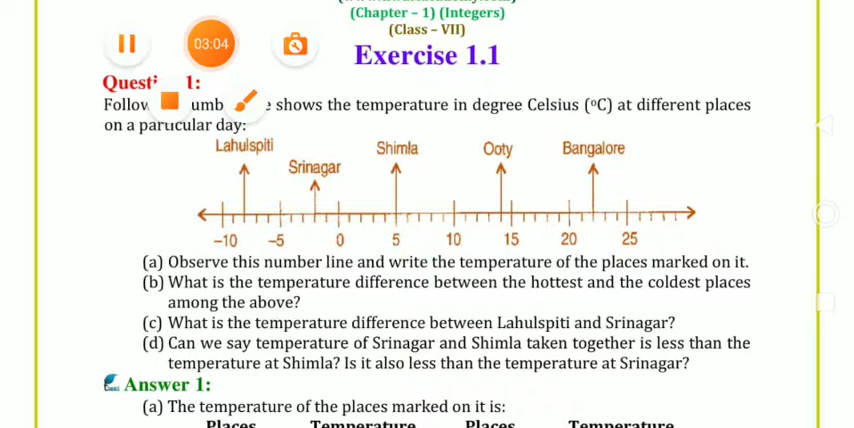 (Chapter – 1) (Integers)
(Class – VII)
03:04
Exercise 1.1
1:
shows the temperature in degree Celsius (⁰C) at different places
on a particular day:
Lahulspiti Srinagar Shimla Ooty Bangalore
–10 –5 0 5 10 15 20 25
(a) Observe this number line and write the temperature of the places marked on it.
(b) What is the temperature difference between the hottest and the coldest places
among the above?
(c) What is the temperature difference between Lahulspiti and Srinagar?
(d) Can we say temperature of Srinagar and Shimla taken together is less than the
temperature at Shimla? Is it also less than the temperature at Srinagar?
Answer 1:
(a) The temperature of the places marked on it is:
Places Temperature Places Temperature